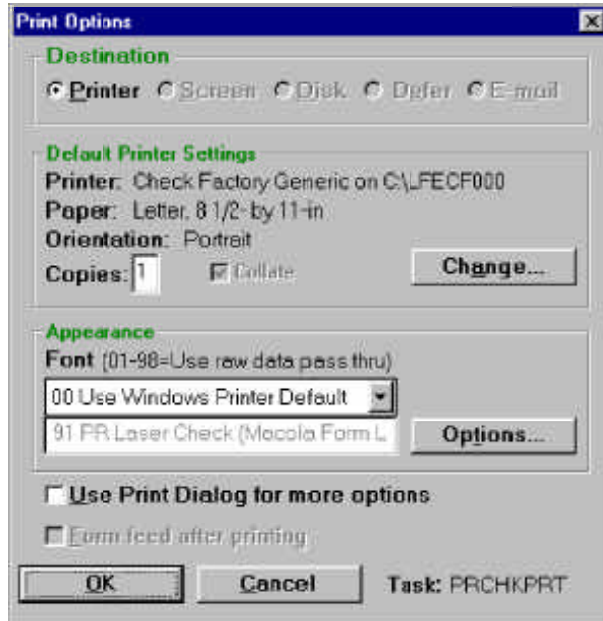 Print Options
Destination
Printer Screen Disk Defer E-mail
Default Printer Settings
Printer: Check Factory Generic on C:\LFECF000
Paper: Letter, 8 1/2- by 11-in
Orientation: Portrait
Copies: 1 Collate Change...
Appearance
Font (01-98=Use raw data pass thru)
00 Use Windows Printer Default
91 PR Laser Check (Macola Form L Options...
Use Print Dialog for more options
Form feed after printing
OK Cancel Task: PRCHKPRT